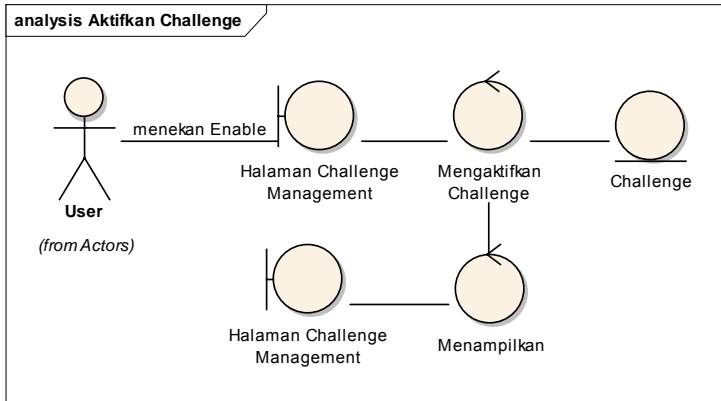 analysis Aktifkan Challenge
menekan Enable
Halaman Challenge
Management
Mengaktifkan
Challenge
Challenge
User
(from Actors)
Halaman Challenge
Management
Menampilkan